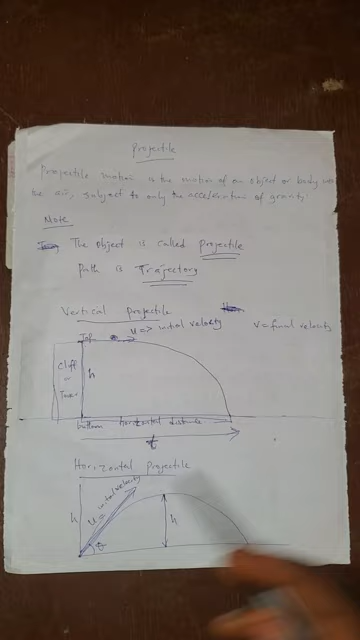 Projectile
Projectile motion is the motion of an object or body
the air, subject to only the acceleration of gravity.
Note
The Object is called projectile
Path is Trajectory
Vertical projectile
Top u => initial velocity
V = final velocity
Cliff
or
Tower
h
bottom horizontal distance
t
Horizontal projectile
u = initial velocity
h
h